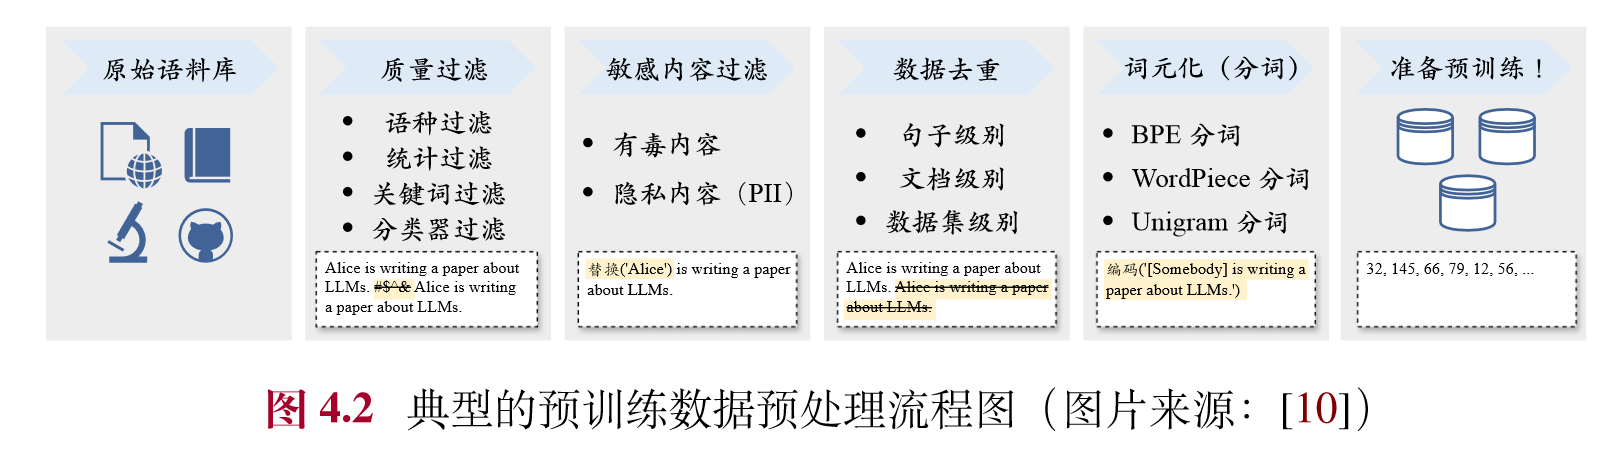 原始语料库
质量过滤
• 语种过滤
• 统计过滤
• 关键词过滤
• 分类器过滤
Alice is writing a paper about
LLMs. #$^& Alice is writing
a paper about LLMs.
敏感内容过滤
• 有毒内容
• 隐私内容（PII）
替换('Alice') is writing a paper
about LLMs.
数据去重
• 句子级别
• 文档级别
• 数据集级别
Alice is writing a paper about
LLMs. Alice is writing a paper
about LLMs.
词元化（分词）
• BPE 分词
• WordPiece 分词
• Unigram 分词
编码('[Somebody] is writing a
paper about LLMs.')
准备预训练！
32, 145, 66, 79, 12, 56, ...
图 4.2 典型的预训练数据预处理流程图（图片来源：[10]）